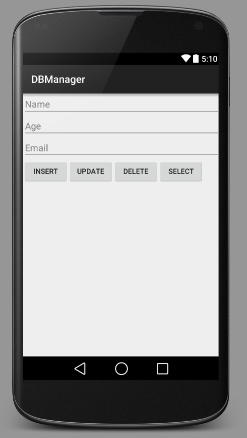 5:10
DBManager
Name
Age
Email
INSERT UPDATE DELETE SELECT